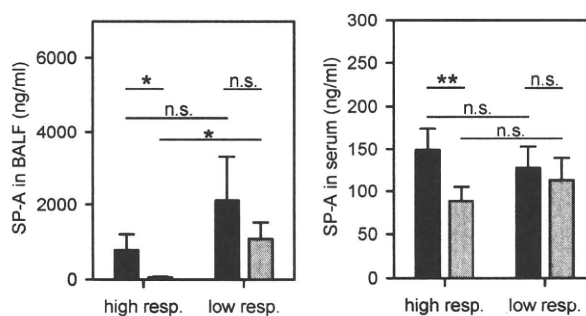 SP-A in BALF (ng/ml)
6000
4000
2000
0
*
n.s.
n.s.
*
high resp.
low resp.
SP-A in serum (ng/ml)
300
250
200
150
100
50
0
**
n.s.
n.s.
n.s.
high resp.
low resp.